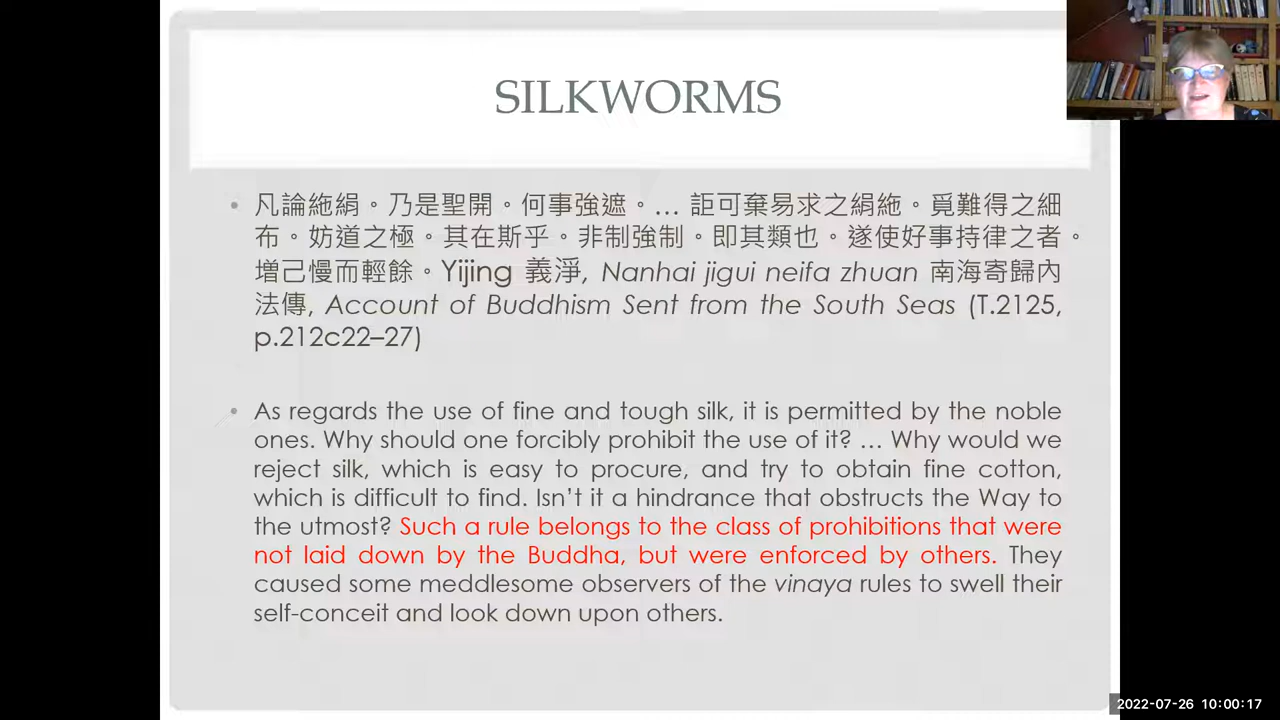 SILKWORMS
• 凡論絁絹。乃是聖開。何事強遮。… 詎可棄易求之絹絁。覓難得之細
布。妨道之極。其在斯乎。非制強制。即其類也。遂使好事持律之者。
增己慢而輕餘。Yijing 義淨, Nanhai jigui neifa zhuan 南海寄歸內
法傳, Account of Buddhism Sent from the South Seas (T.2125,
p.212c22–27)
• As regards the use of fine and tough silk, it is permitted by the noble
ones. Why should one forcibly prohibit the use of it? … Why would we
reject silk, which is easy to procure, and try to obtain fine cotton,
which is difficult to find. Isn't it a hindrance that obstructs the Way to
the utmost? Such a rule belongs to the class of prohibitions that were
not laid down by the Buddha, but were enforced by others. They
caused some meddlesome observers of the vinaya rules to swell their
self-conceit and look down upon others.
2022-07-26 10:00:17